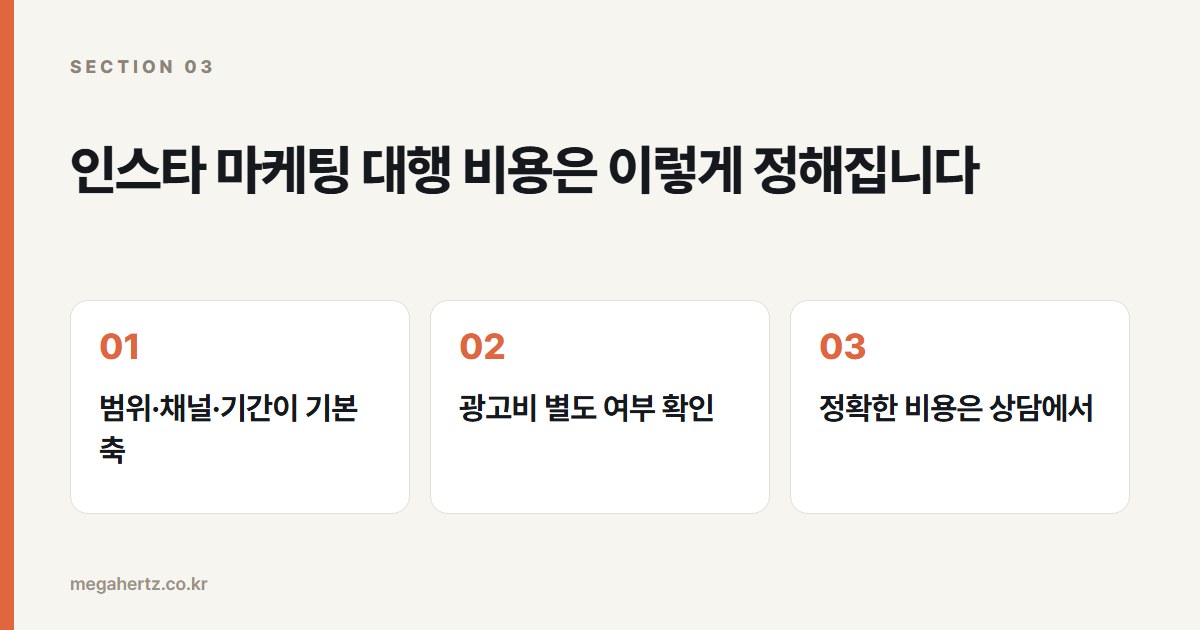 SECTION 03
인스타 마케팅 대행 비용은 이렇게 정해집니다
01
범위·채널·기간이 기본
축
02
광고비 별도 여부 확인
03
정확한 비용은 상담에서
megahertz.co.kr